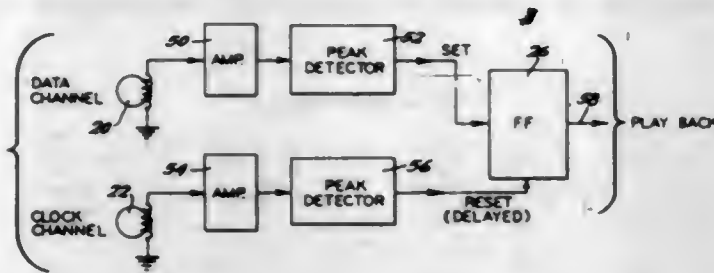 50
AMP.
52
PEAK
DETECTOR
SET
26
FF
58
PLAY BACK
DATA
CHANNEL
20
54
AMP.
56
PEAK
DETECTOR
RESET
(DELAYED)
22
CLOCK
CHANNEL